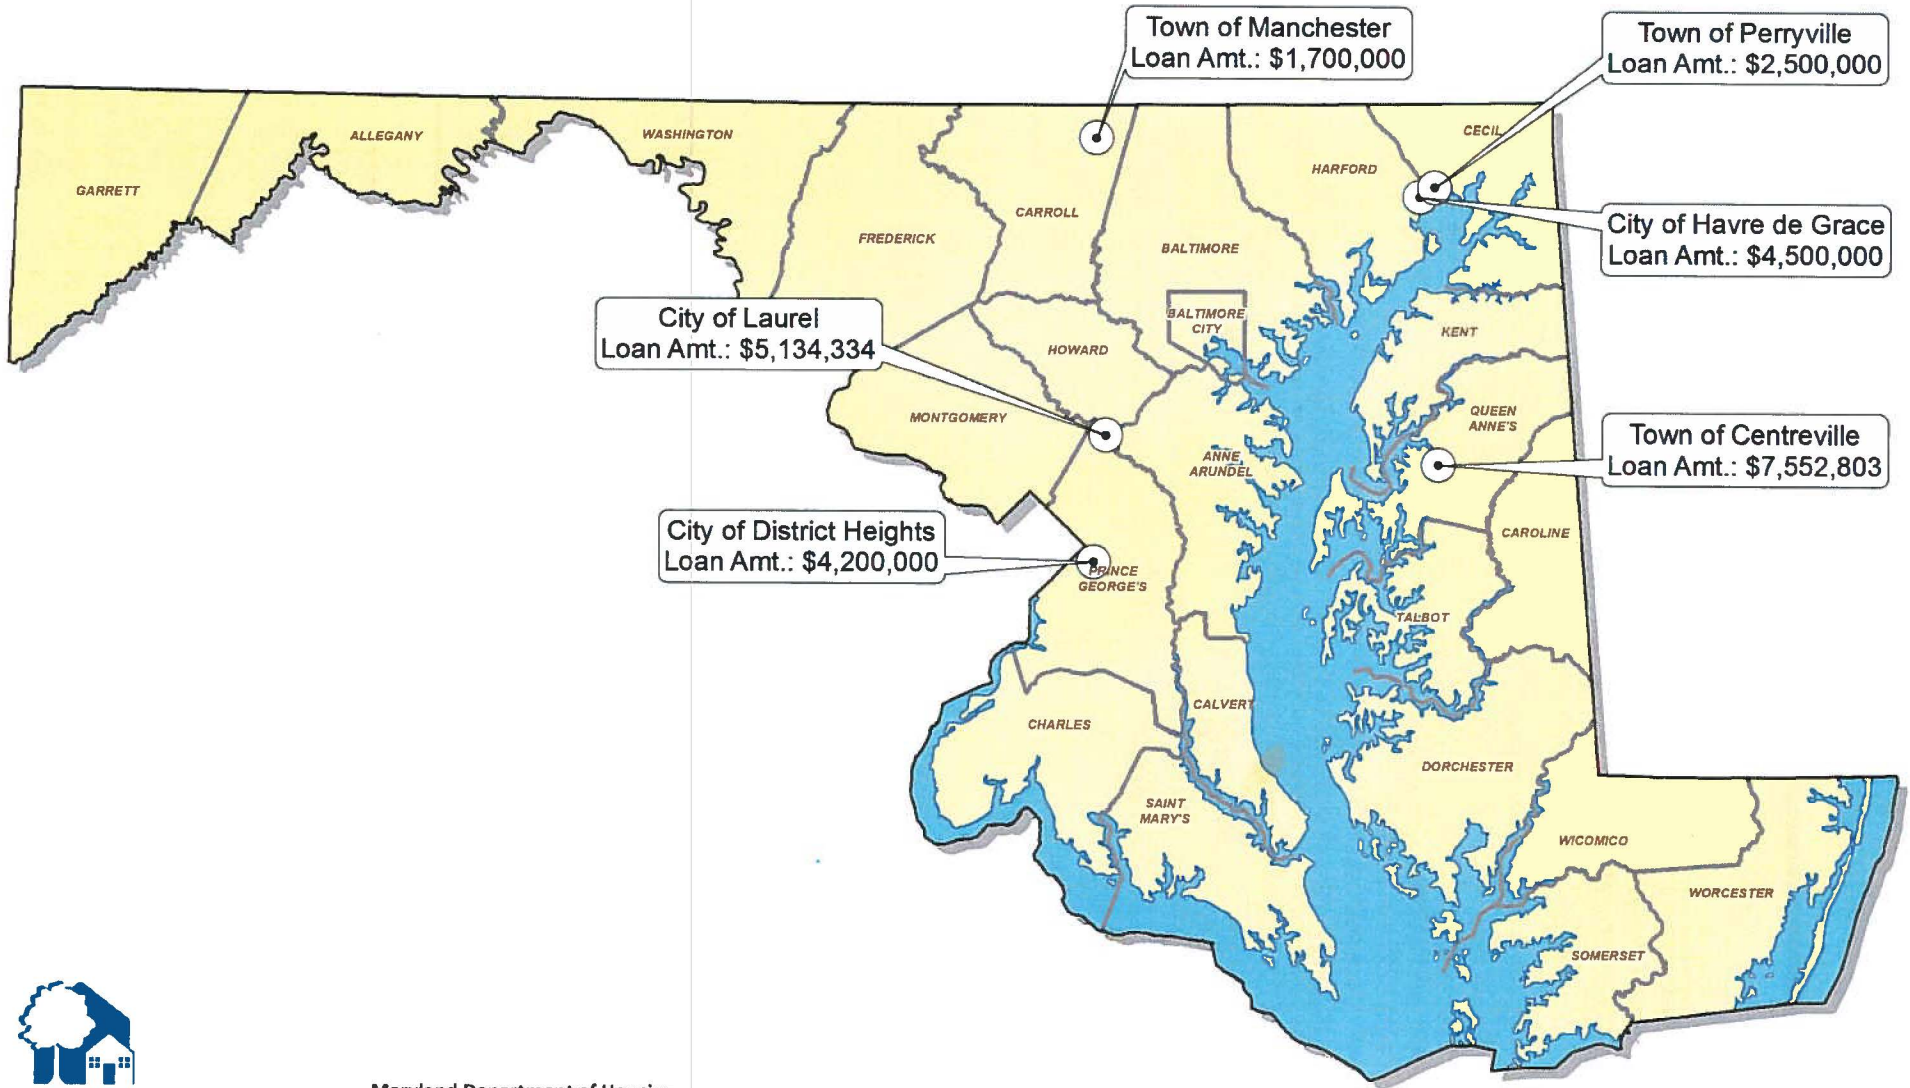 Town of Manchester
Loan Amt.: $1,700,000
Town of Perryville
Loan Amt.: $2,500,000
City of Havre de Grace
Loan Amt.: $4,500,000
City of Laurel
Loan Amt.: $5,134,334
Town of Centreville
Loan Amt.: $7,552,803
City of District Heights
Loan Amt.: $4,200,000
GARRETT
ALLEGANY
WASHINGTON
FREDERICK
CARROLL
BALTIMORE
HARFORD
CECIL
BALTIMORE
CITY
HOWARD
KENT
MONTGOMERY
ANNE
ARUNDEL
QUEEN
ANNE'S
CAROLINE
PRINCE
GEORGE'S
TALBOT
CALVERT
CHARLES
DORCHESTER
SAINT
MARY'S
WICOMICO
WORCESTER
SOMERSET
Maryland Department of Housing